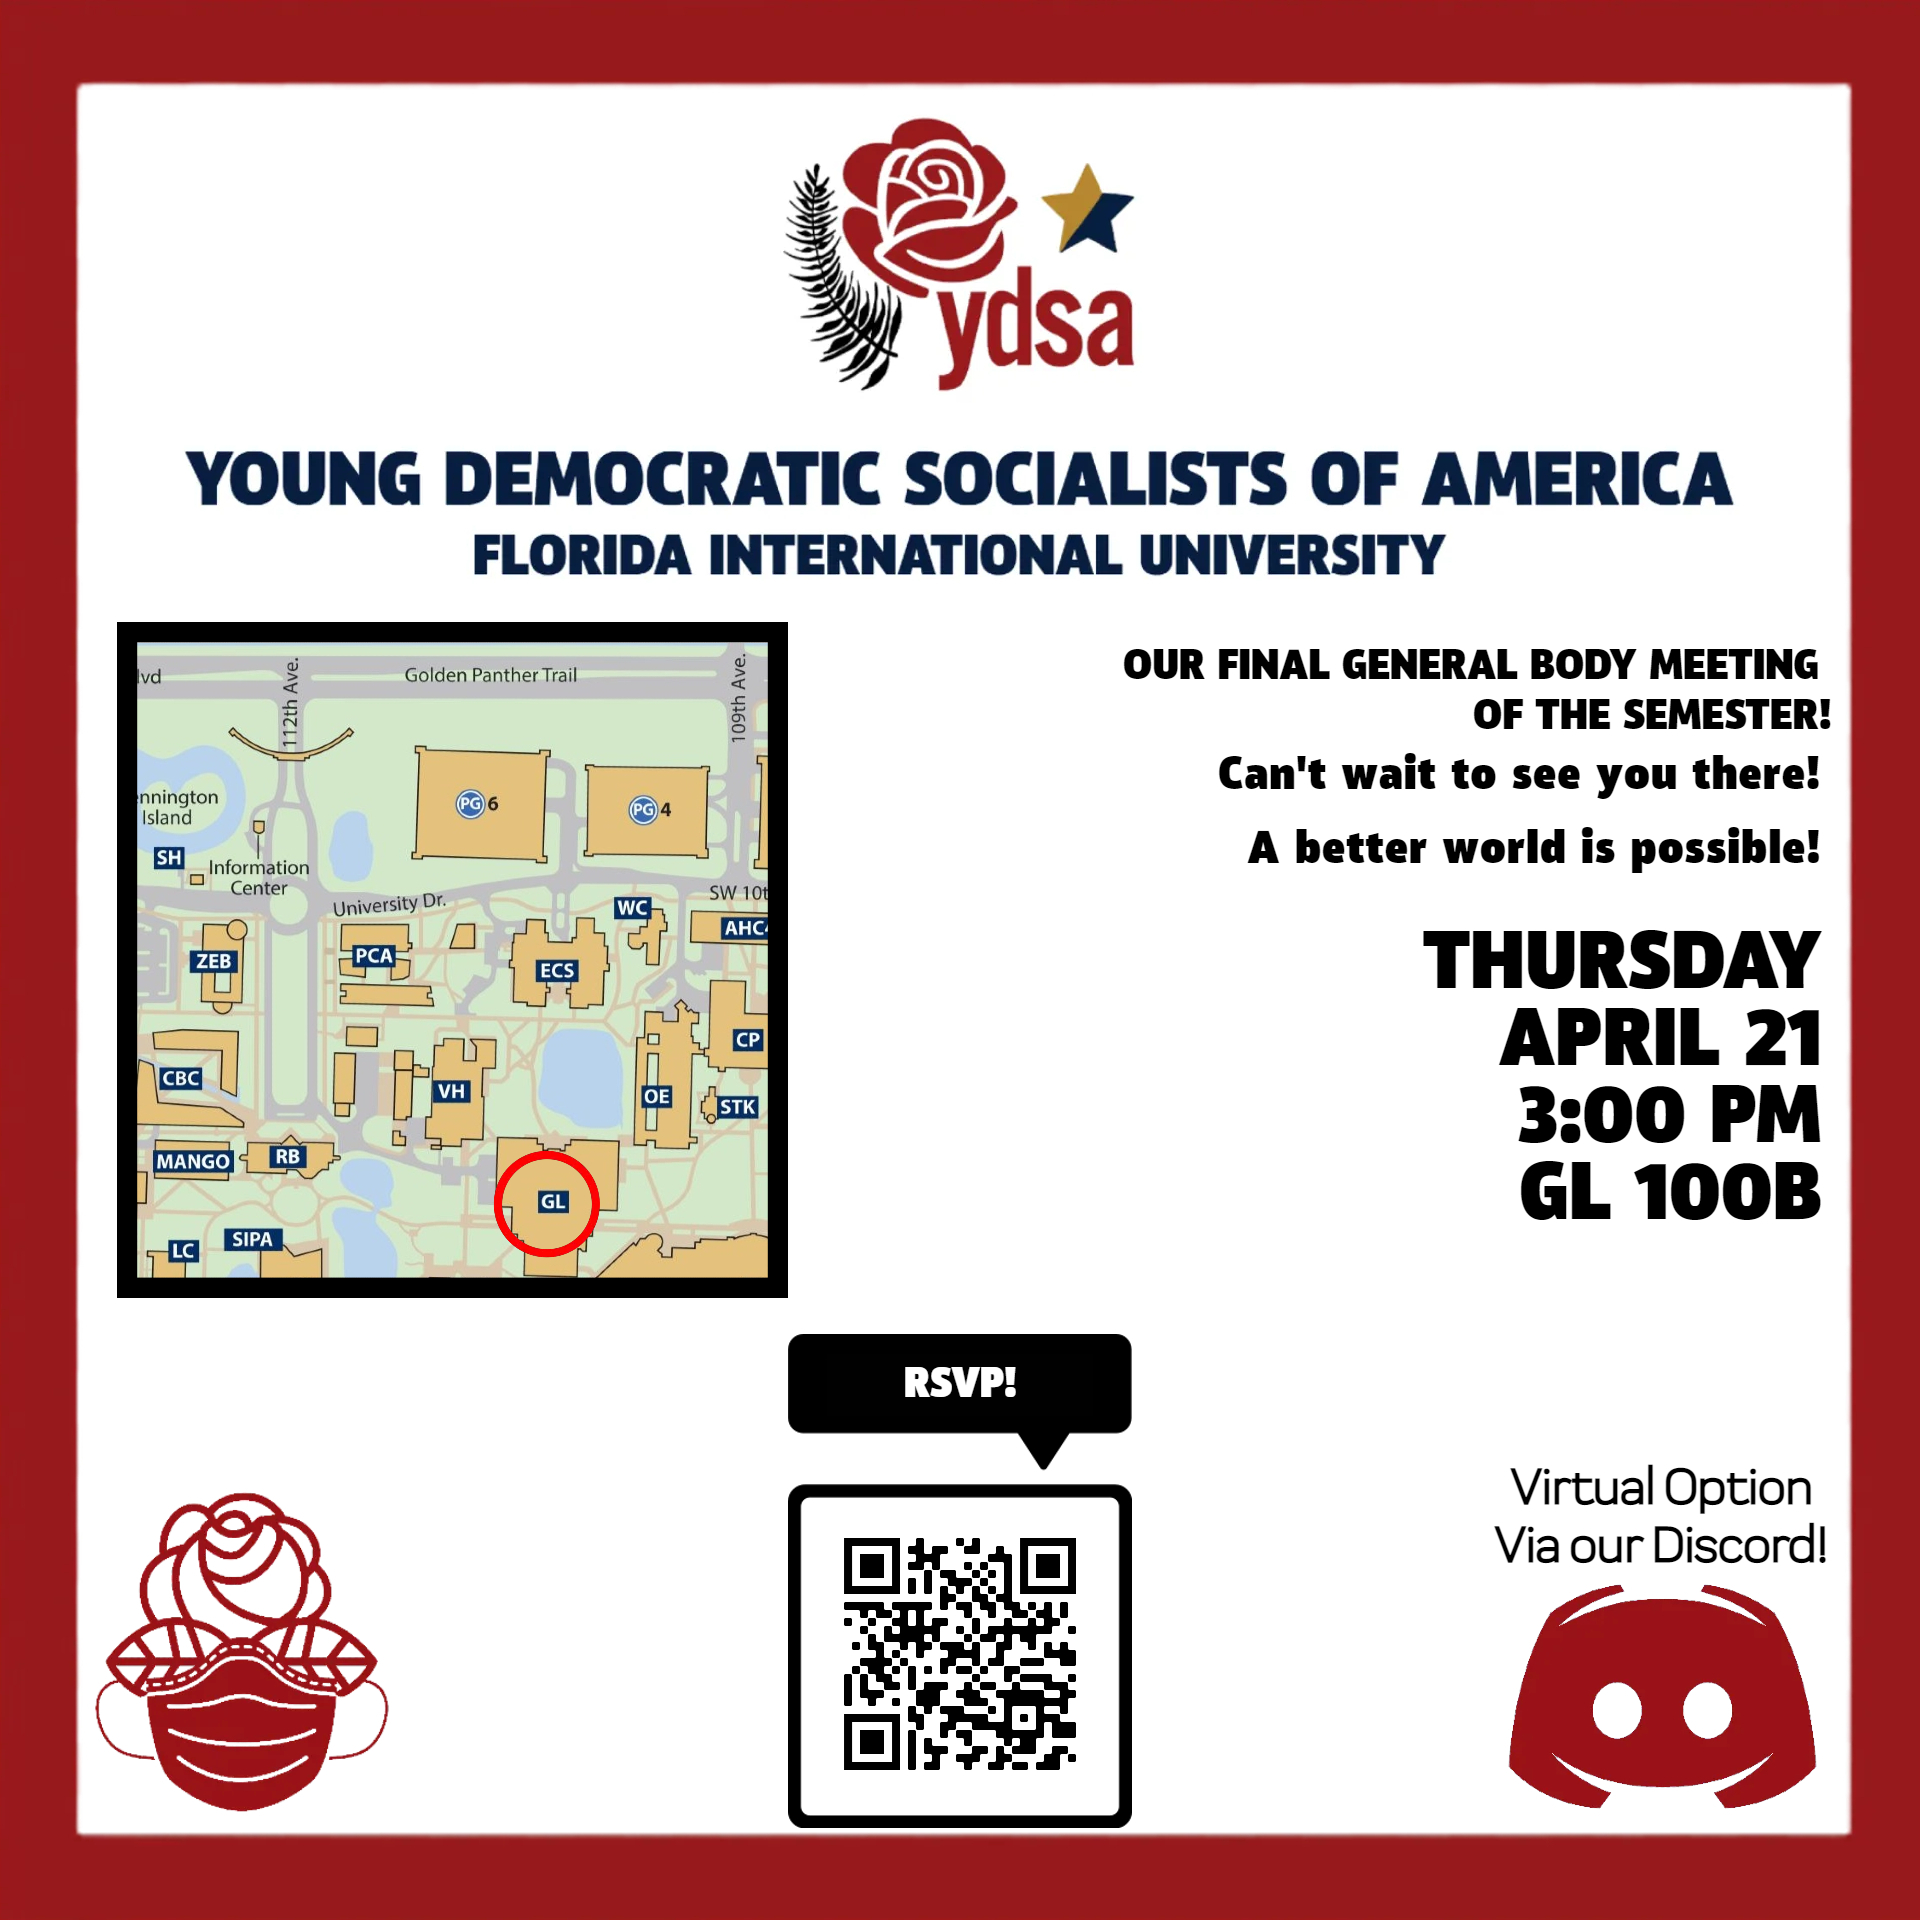 ydsa
YOUNG DEMOCRATIC SOCIALISTS OF AMERICA
FLORIDA INTERNATIONAL UNIVERSITY
lvd
112th Ave.
Golden Panther Trail
109th Ave.
PG 6
PG 4
nnington
Island
SH
Information
Center
University Dr.
SW 10t
WC
AHC4
ZEB
PCA
ECS
CP
CBC
VH
OE
STK
MANGO
RB
GL
LC
SIPA
OUR FINAL GENERAL BODY MEETING
OF THE SEMESTER!
Can't wait to see you there!
A better world is possible!
THURSDAY
APRIL 21
3:00 PM
GL 100B
RSVP!
Virtual Option
Via our Discord!